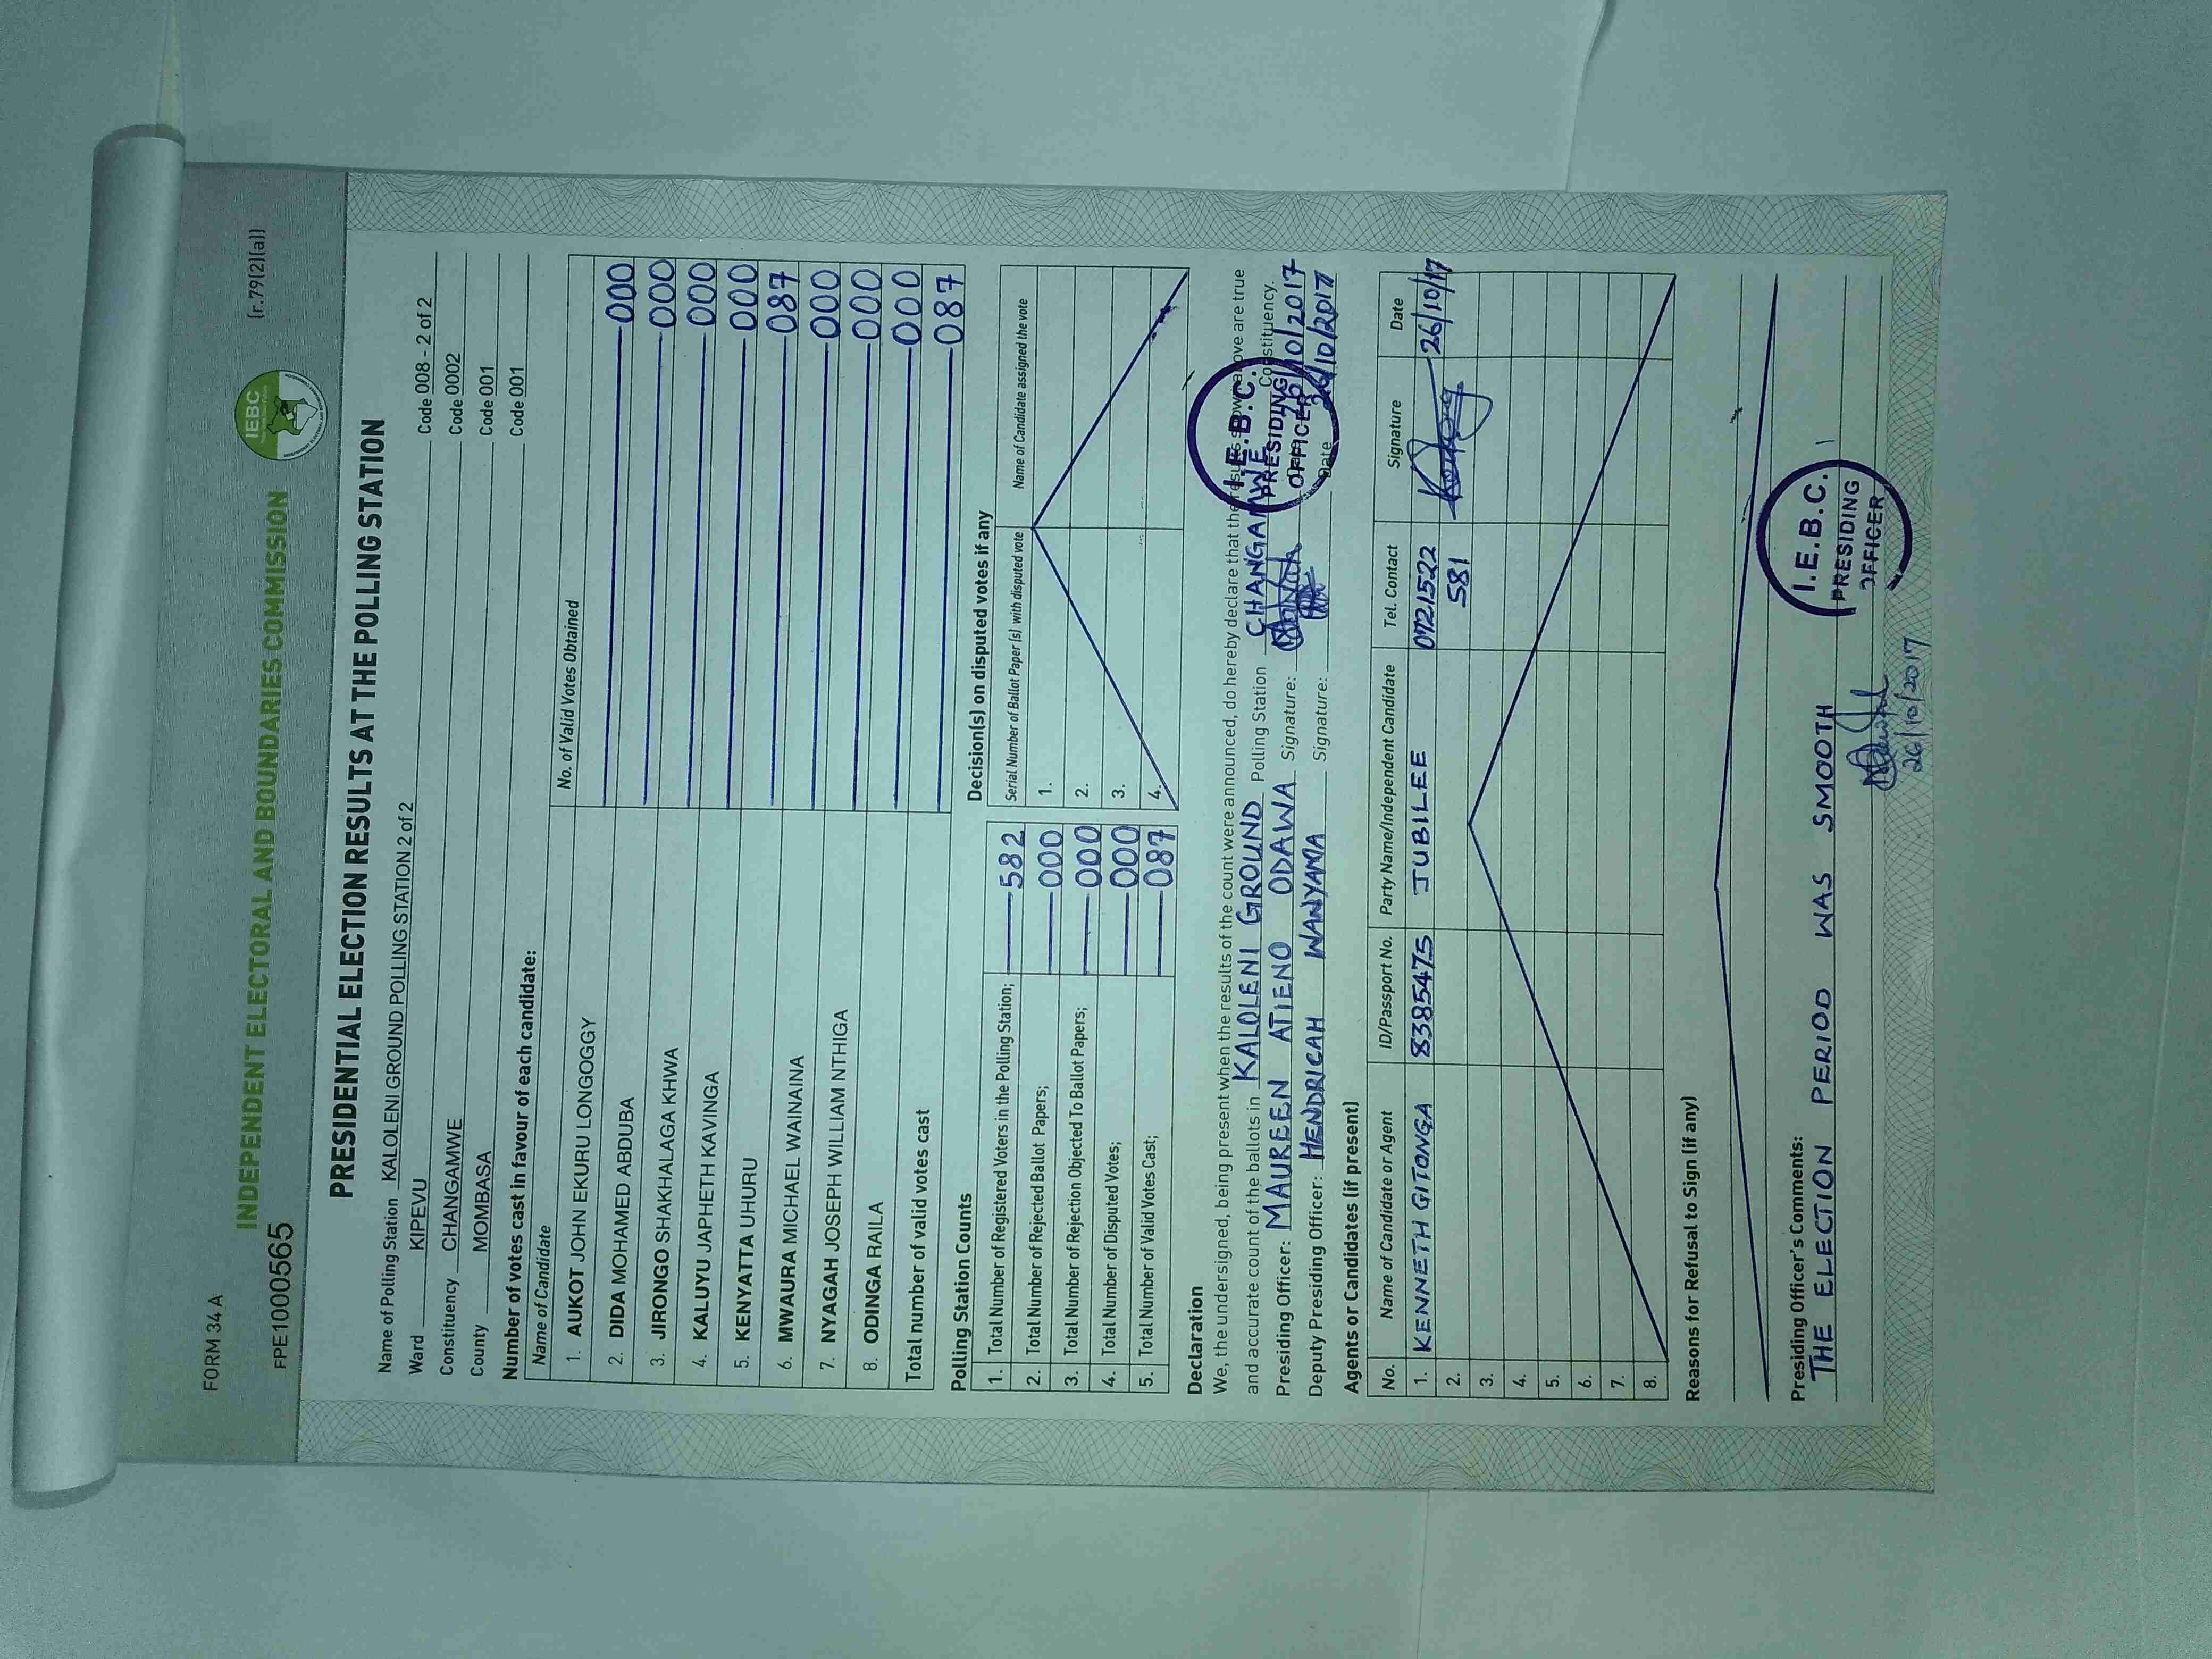 FORM 34 A
INDEPENDENT ELECTORAL AND BOUNDARIES COMMISSION IEBC (r.79(2)(a))
FPE1000565
PRESIDENTIAL ELECTION RESULTS AT THE POLLING STATION
Name of Polling Station KALOLENI GROUND POLLING STATION 2 of 2 Code 008 - 2 of 2
Ward KIPEVU Code 0002
Constituency CHANGAMWE Code 001
County MOMBASA Code 001
Number of votes cast in favour of each candidate:
Name of Candidate No. of Valid Votes Obtained
1. AUKOT JOHN EKURU LONGOGGY 000
2. DIDA MOHAMED ABDUBA 000
3. JIRONGO SHAKHALAGA KHWA 000
4. KALUYU JAPHETH KAVINGA 000
5. KENYATTA UHURU 087
6. MWAURA MICHAEL WAINAINA 000
7. NYAGAH JOSEPH WILLIAM NTHIGA 000
8. ODINGA RAILA 000
Total number of valid votes cast 087
Polling Station Counts
1. Total Number of Registered Voters in the Polling Station; 582
2. Total Number of Rejected Ballot Papers; 000
3. Total Number of Rejection Objected To Ballot Papers; 000
4. Total Number of Disputed Votes; 000
5. Total Number of Valid Votes Cast; 087
Decision(s) on disputed votes if any
Serial Number of Ballot Paper (s) with disputed vote Name of Candidate assigned the vote
1.
2.
3.
4.
Declaration
We, the undersigned, being present when the results of the count were announced, do hereby declare that the results shown above are true
and accurate count of the ballots in KALOLENI GROUND Polling Station CHANGAMWE Constituency.
Presiding Officer: MAUREEN ATIENO ODAWA Signature: Date 26/10/2017
Deputy Presiding Officer: HENDRICAH WANYAMA Signature: Date 26/10/2017
I.E.B.C.
PRESIDING
OFFICER
Agents or Candidates (if present)
No. Name of Candidate or Agent ID/Passport No. Party Name/Independent Candidate Tel. Contact Signature Date
1. KENNETH GITONGA 8385475 JUBILEE 0721522 26/10/17
2. 581
3.
4.
5.
6.
7.
8.
Reasons for Refusal to Sign (if any)
Presiding Officer's Comments:
THE ELECTION PERIOD WAS SMOOTH
I.E.B.C.
PRESIDING
OFFICER
26/10/2017